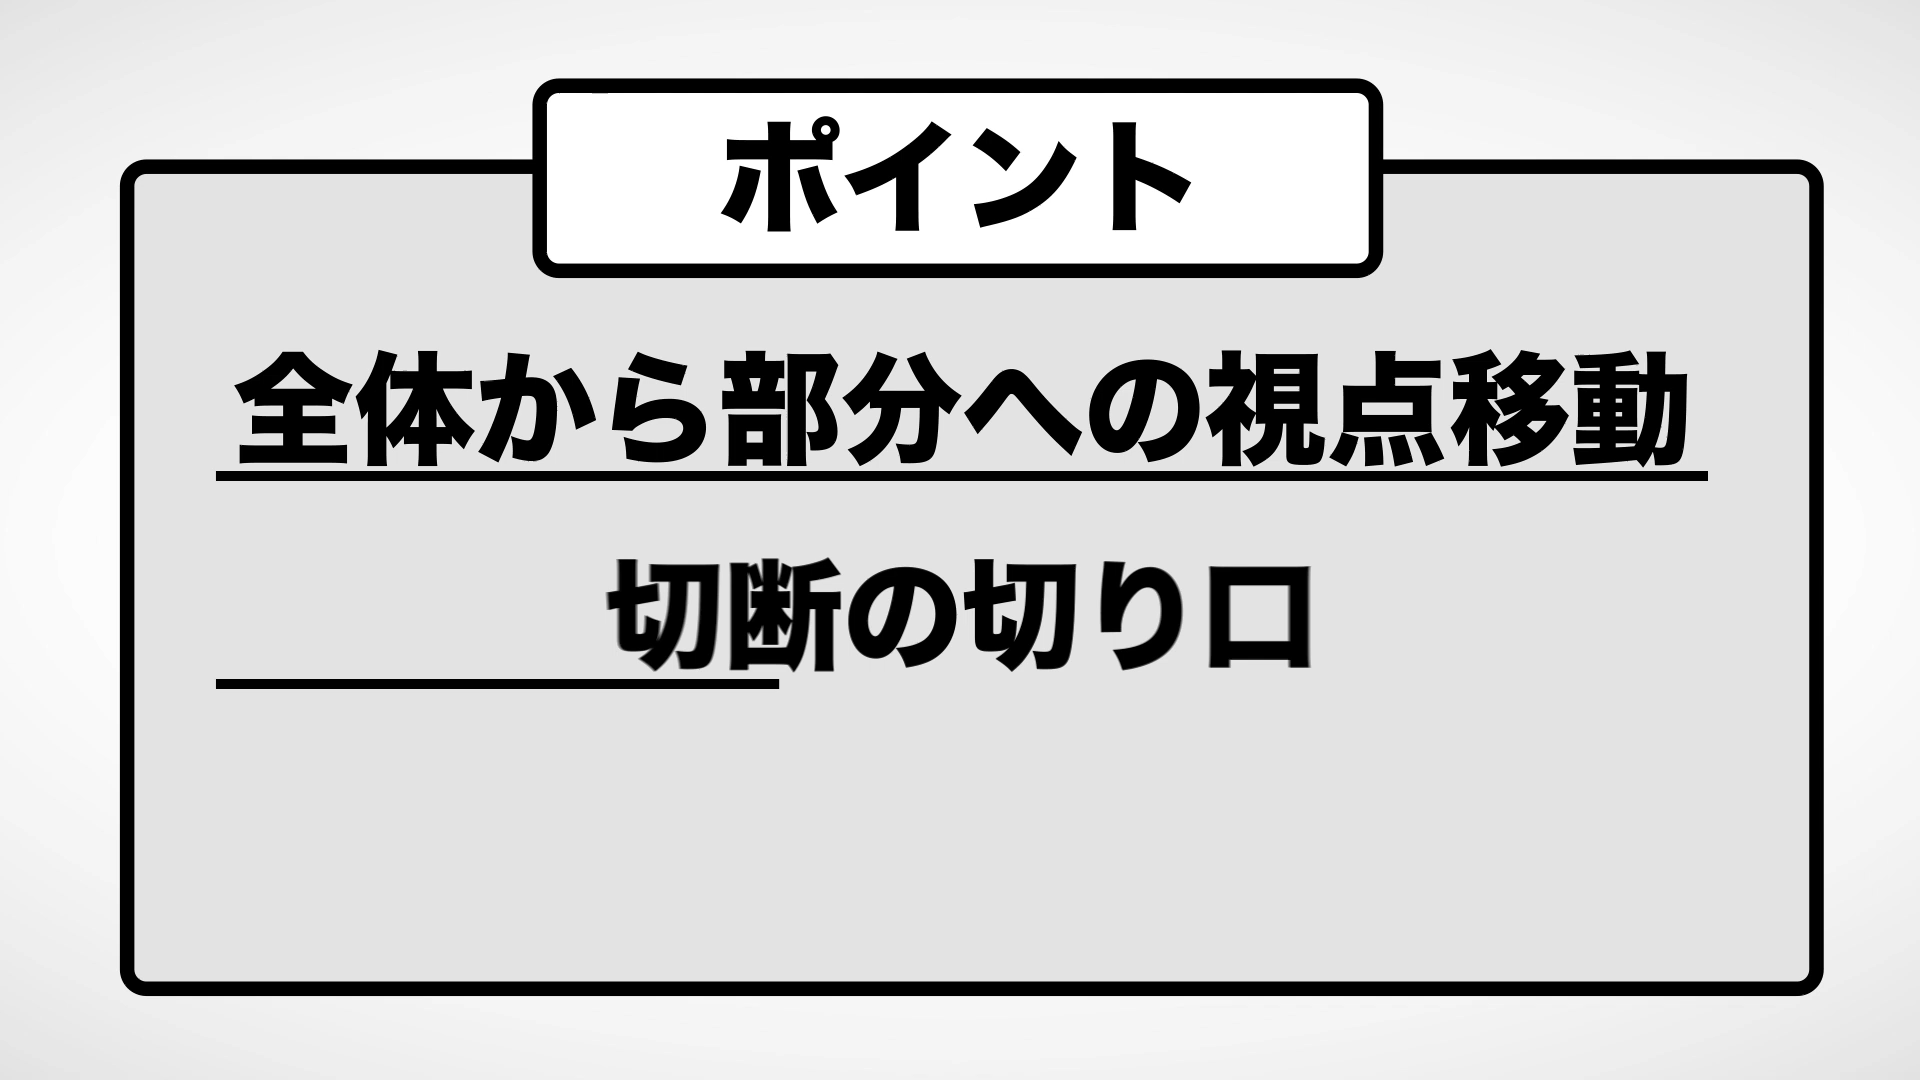 ポイント
全体から部分への視点移動
切断の切り口